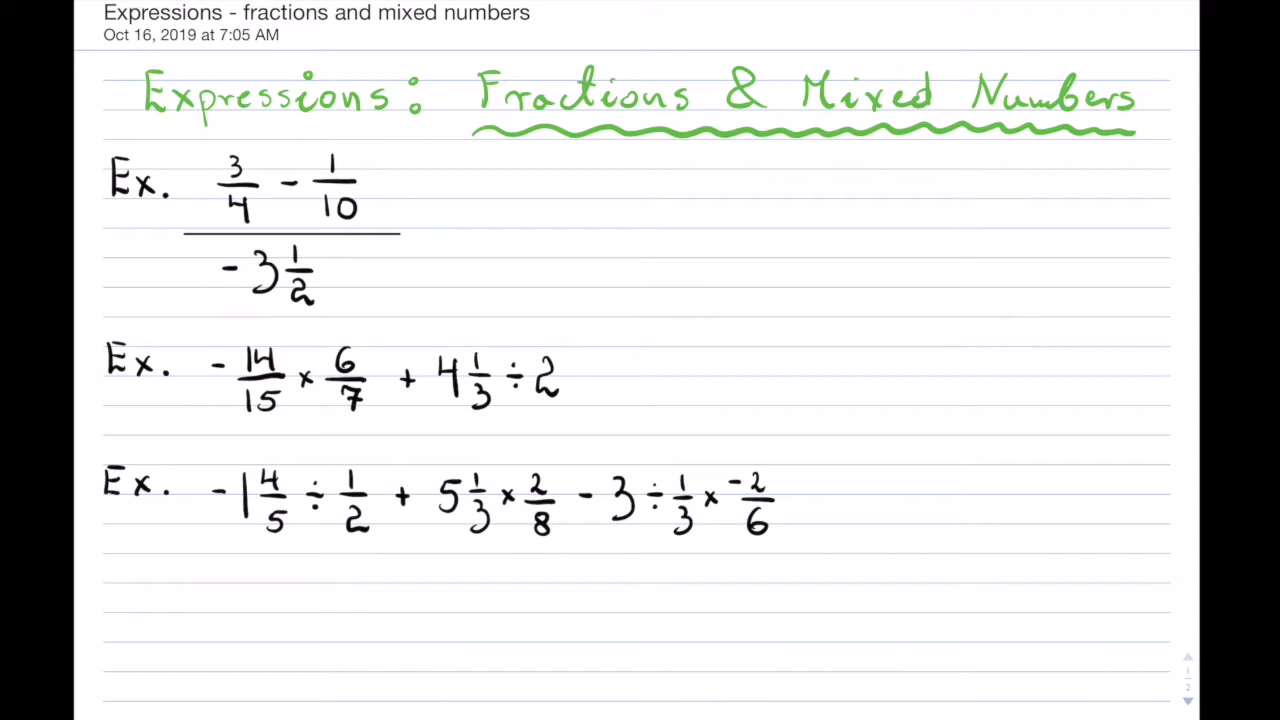 Expressions - fractions and mixed numbers
Oct 16, 2019 at 7:05 AM
Expressions: Fractions & Mixed Numbers
Ex. 3/4 - 1/10
- 3 1/2
Ex. - 14/15 × 6/7 + 4 1/3 ÷ 2
Ex. - 1 4/5 ÷ 1/2 + 5 1/3 × 2/8 - 3 ÷ 1/3 × -2/6
1/2